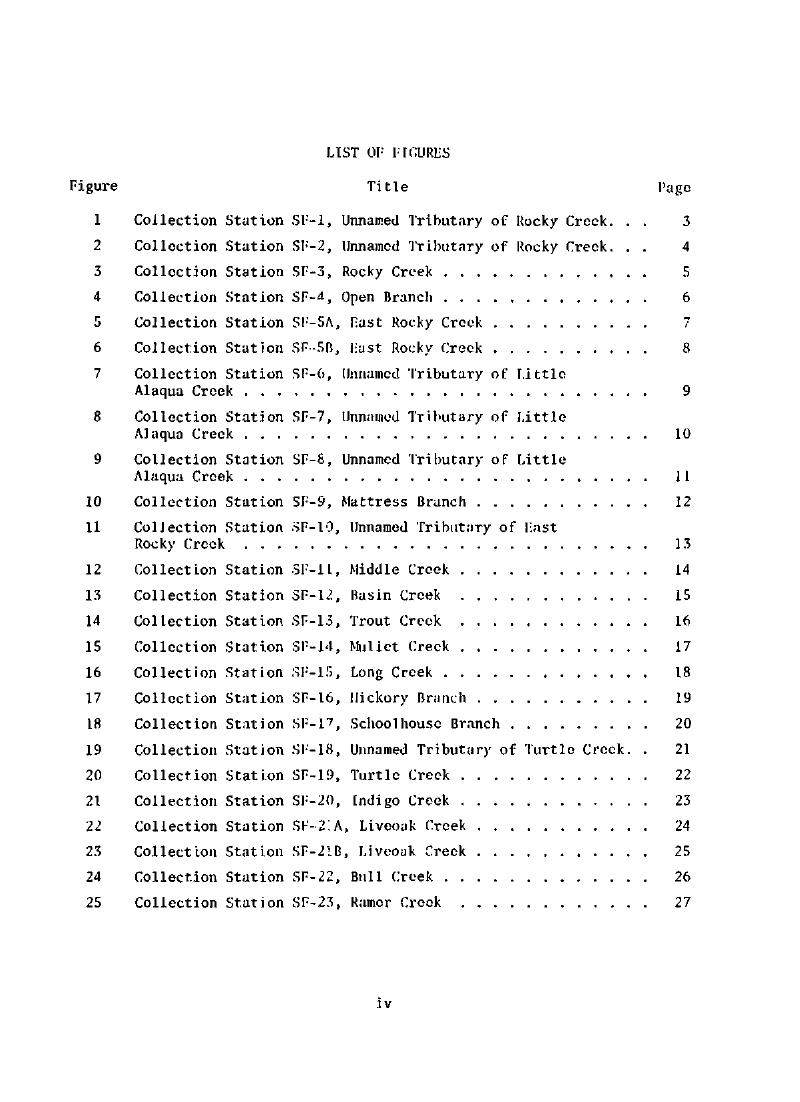 LIST OF FIGURES
Figure Title Page
1 Collection Station SF-1, Unnamed Tributary of Rocky Creek. . . 3
2 Collection Station SF-2, Unnamed Tributary of Rocky Creek. . . 4
3 Collection Station SF-3, Rocky Creek . . . . . . . . . . . . . 5
4 Collection Station SF-4, Open Branch . . . . . . . . . . . . . 6
5 Collection Station SF-5A, East Rocky Creek . . . . . . . . . . 7
6 Collection Station SF-5B, East Rocky Creek . . . . . . . . . . 8
7 Collection Station SF-6, Unnamed Tributary of Little
Alaqua Creek . . . . . . . . . . . . . . . . . . . . . . . . . 9
8 Collection Station SF-7, Unnamed Tributary of Little
Alaqua Creek . . . . . . . . . . . . . . . . . . . . . . . . . 10
9 Collection Station SF-8, Unnamed Tributary of Little
Alaqua Creek . . . . . . . . . . . . . . . . . . . . . . . . . 11
10 Collection Station SF-9, Mattress Branch . . . . . . . . . . . 12
11 Collection Station SF-10, Unnamed Tributary of East
Rocky Creek . . . . . . . . . . . . . . . . . . . . . . . . . 13
12 Collection Station SF-11, Middle Creek . . . . . . . . . . . . 14
13 Collection Station SF-12, Basin Creek . . . . . . . . . . . . 15
14 Collection Station SF-13, Trout Creek . . . . . . . . . . . . 16
15 Collection Station SF-14, Mullet Creek . . . . . . . . . . . . 17
16 Collection Station SF-15, Long Creek . . . . . . . . . . . . . 18
17 Collection Station SF-16, Hickory Branch . . . . . . . . . . . 19
18 Collection Station SF-17, Schoolhouse Branch . . . . . . . . . 20
19 Collection Station SF-18, Unnamed Tributary of Turtle Creek. . 21
20 Collection Station SF-19, Turtle Creek . . . . . . . . . . . . 22
21 Collection Station SF-20, Indigo Creek . . . . . . . . . . . . 23
22 Collection Station SF-21A, Liveoak Creek . . . . . . . . . . . 24
23 Collection Station SF-21B, Liveoak Creek . . . . . . . . . . . 25
24 Collection Station SF-22, Bull Creek . . . . . . . . . . . . . 26
25 Collection Station SF-23, Ramer Creek . . . . . . . . . . . . 27
iv